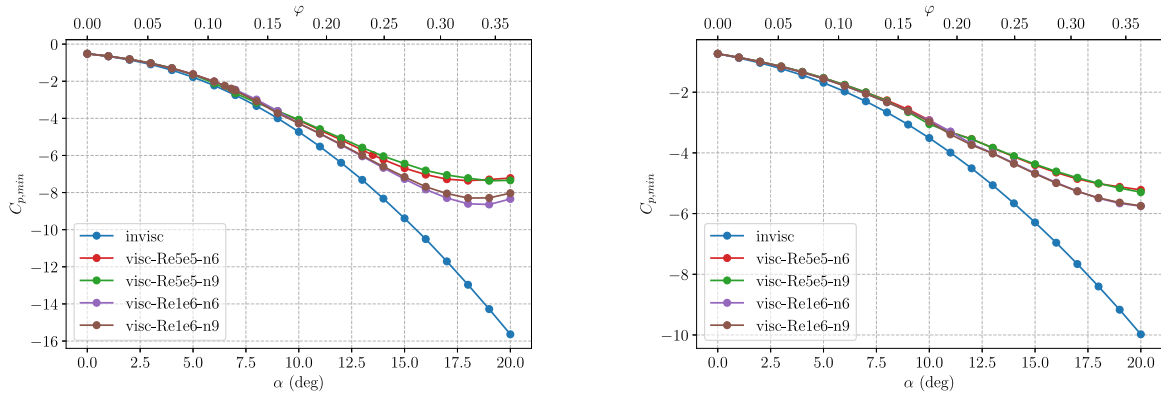 φ
0.00 0.05 0.10 0.15 0.20 0.25 0.30 0.35
0
−2
−4
−6
−8
−10
−12
−14
−16
C_{p,min}
invisc
visc-Re5e5-n6
visc-Re5e5-n9
visc-Re1e6-n6
visc-Re1e6-n9
0.0 2.5 5.0 7.5 10.0 12.5 15.0 17.5 20.0
α (deg)
φ
0.00 0.05 0.10 0.15 0.20 0.25 0.30 0.35
−2
−4
−6
−8
−10
C_{p,min}
invisc
visc-Re5e5-n6
visc-Re5e5-n9
visc-Re1e6-n6
visc-Re1e6-n9
0.0 2.5 5.0 7.5 10.0 12.5 15.0 17.5 20.0
α (deg)